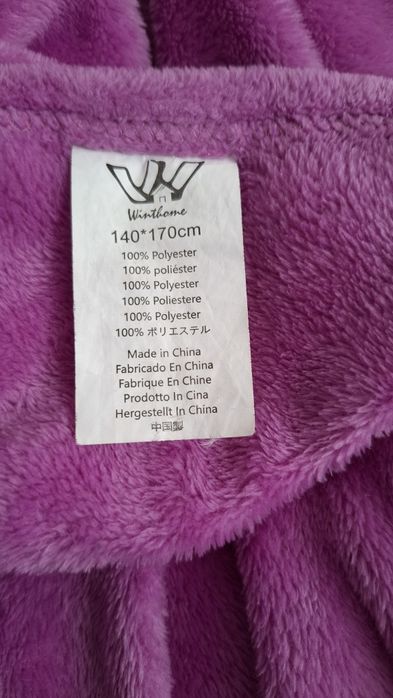 Winthome
140*170cm
100% Polyester
100% poliéster
100% Polyester
100% Poliestere
100% Polyester
100% ポリエステル
Made in China
Fabricado En China
Fabrique En Chine
Prodotto In Cina
Hergestellt In China
中国製